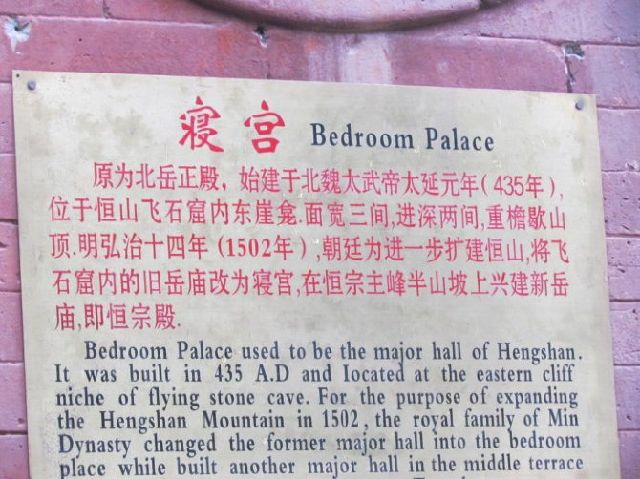 寝宫 Bedroom Palace
原为北岳正殿，始建于北魏太武帝太延元年(435年),
位于恒山飞石窟内东崖龛.面宽三间,进深两间,重檐歇山
顶.明弘治十四年(1502年),朝廷为进一步扩建恒山,将飞
石窟内的旧岳庙改为寝宫,在恒宗主峰半山坡上兴建新岳
庙,即恒宗殿.
Bedroom Palace used to be the major hall of Hengshan.
It was built in 435 A.D and located at the eastern cliff
niche of flying stone cave. For the purpose of expanding
the Hengshan Mountain in 1502, the royal family of Min
Dynasty changed the former major hall into the bedroom
place while built another major hall in the middle terrace